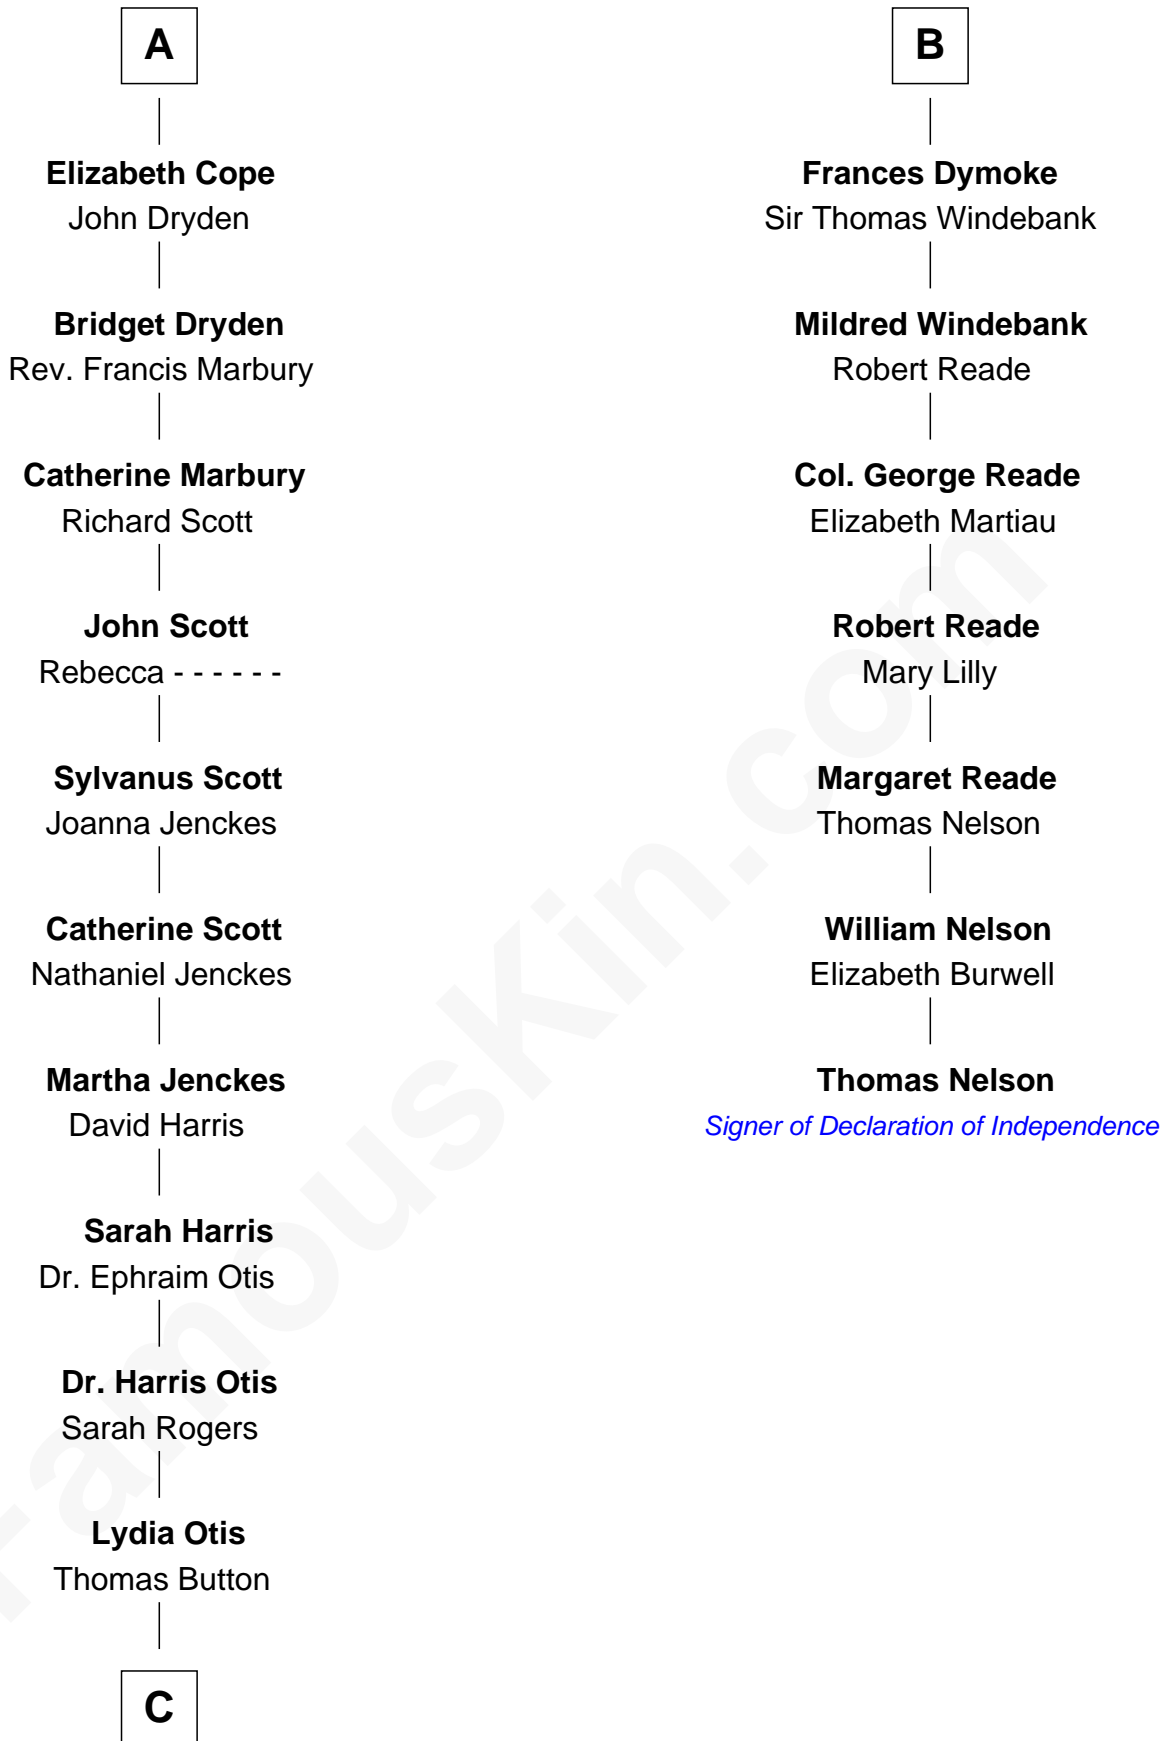 A
Elizabeth Cope
John Dryden
Bridget Dryden
Rev. Francis Marbury
Catherine Marbury
Richard Scott
John Scott
Rebecca - - - - - -
Sylvanus Scott
Joanna Jenckes
Catherine Scott
Nathaniel Jenckes
Martha Jenckes
David Harris
Sarah Harris
Dr. Ephraim Otis
Dr. Harris Otis
Sarah Rogers
Lydia Otis
Thomas Button
C
B
Frances Dymoke
Sir Thomas Windebank
Mildred Windebank
Robert Reade
Col. George Reade
Elizabeth Martiau
Robert Reade
Mary Lilly
Margaret Reade
Thomas Nelson
William Nelson
Elizabeth Burwell
Thomas Nelson
Signer of Declaration of Independence
FamousKin.com